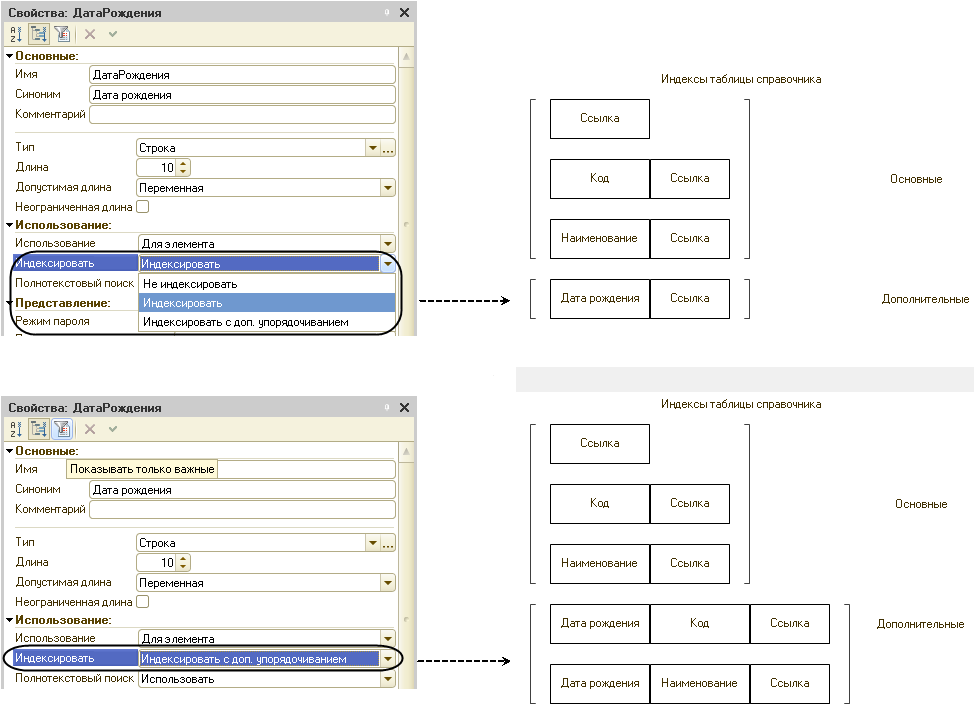 Свойства: ДатаРождения
Основные:
Имя ДатаРождения
Синоним Дата рождения
Комментарий
Тип Строка ...
Длина 10
Допустимая длина Переменная
Неограниченная длина
Использование:
Использование Для элемента
Индексировать Индексировать
Полнотекстовый поиск Не индексировать
Представление: Индексировать
Режим пароля Индексировать с доп. упорядочиванием
Индексы таблицы справочника
Ссылка
Код Ссылка
Основные
Наименование Ссылка
Дата рождения Ссылка
Дополнительные
Свойства: ДатаРождения
Основные:
Имя Показывать только важные
Синоним Дата рождения
Комментарий
Тип Строка ...
Длина 10
Допустимая длина Переменная
Неограниченная длина
Использование:
Использование Для элемента
Индексировать Индексировать с доп. упорядочиванием
Полнотекстовый поиск Использовать
Индексы таблицы справочника
Ссылка
Код Ссылка
Основные
Наименование Ссылка
Дата рождения Код Ссылка
Дополнительные
Дата рождения Наименование Ссылка